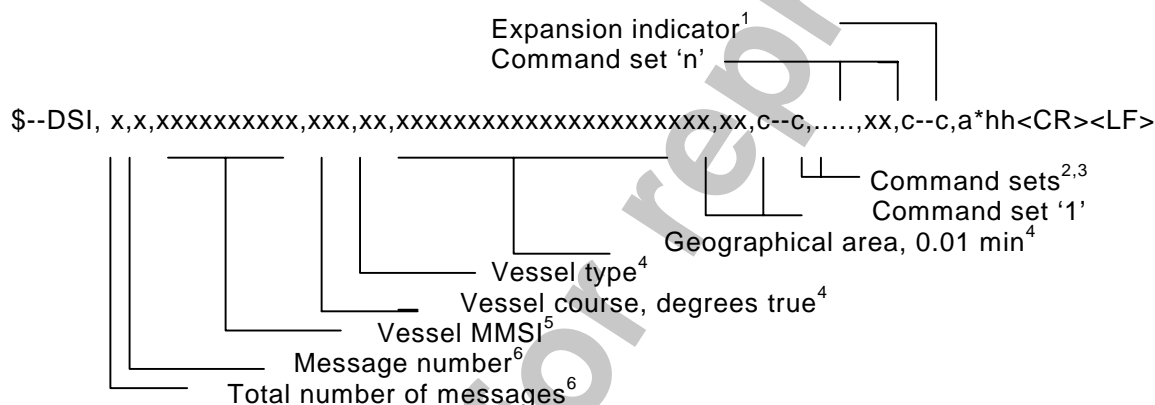 Expansion indicator1
Command set ‘n’
$--DSI, x,x,xxxxxxxxxx,xxx,xx,xxxxxxxxxxxxxxxxxxxxxx,xx,c--c,.....,xx,c--c,a*hh<CR><LF>
Command sets2,3
Command set ‘1’
Geographical area, 0.01 min4
Vessel type4
Vessel course, degrees true4
Vessel MMSI5
Message number6
Total number of messages6
or rep